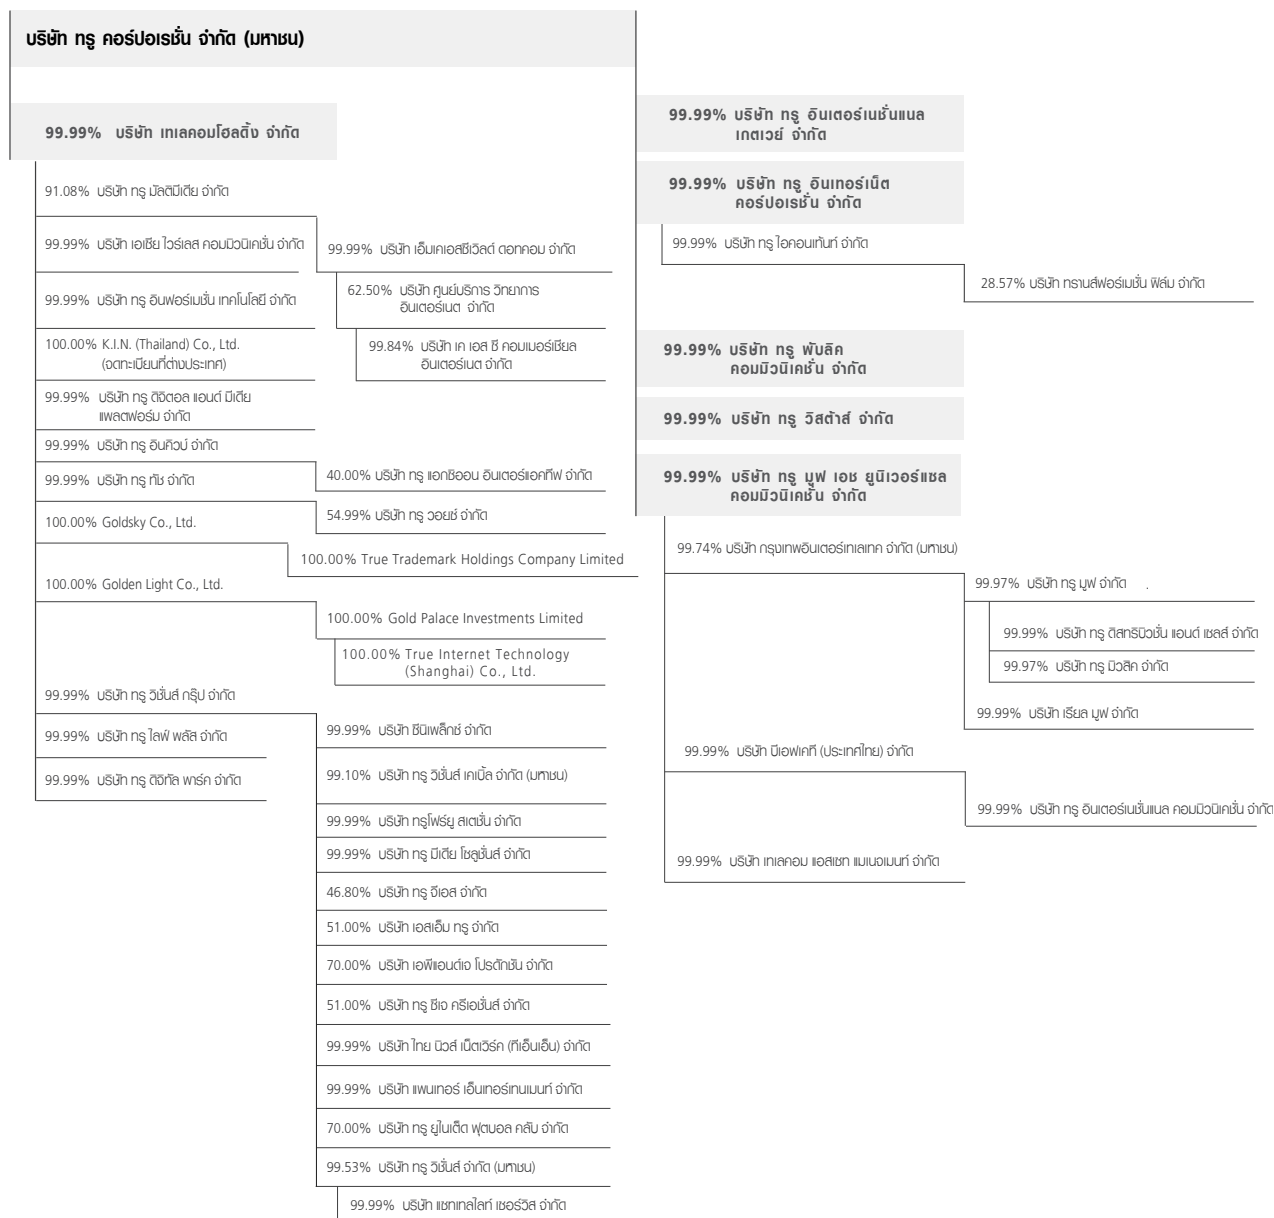 บริษัท ทรู คอร์ปอเรชั่น จำกัด (มหาชน)
99.99% บริษัท เทเลคอมโฮลดิ้ง จำกัด
91.08% บริษัท ทรู มัลติมีเดีย จำกัด
99.99% บริษัท เอ็มเคเอสซีเวิลด์ ดอทคอม จำกัด
62.50% บริษัท ศูนย์บริการ วิทยาการ
อินเตอร์เนต จำกัด
99.84% บริษัท เค เอส ซี คอมเมอร์เชียล
อินเตอร์เนต จำกัด
99.99% บริษัท เอเชีย ไวร์เลส คอมมิวนิเคชั่น จำกัด
99.99% บริษัท ทรู อินฟอร์เมชั่น เทคโนโลยี จำกัด
100.00% K.I.N. (Thailand) Co., Ltd.
(จดทะเบียนที่ต่างประเทศ)
99.99% บริษัท ทรู ดิจิตอล แอนด์ มีเดีย
แพลตฟอร์ม จำกัด
99.99% บริษัท ทรู อินคิวบ์ จำกัด
40.00% บริษัท ทรู แอกซิออน อินเตอร์แอคทีฟ จำกัด
99.99% บริษัท ทรู ทัช จำกัด
54.99% บริษัท ทรู วอยซ์ จำกัด
100.00% Goldsky Co., Ltd.
100.00% True Trademark Holdings Company Limited
100.00% Golden Light Co., Ltd.
100.00% Gold Palace Investments Limited
100.00% True Internet Technology
(Shanghai) Co., Ltd.
99.99% บริษัท ทรู วิชั่นส์ กรุ๊ป จำกัด
99.99% บริษัท ซีนิเพล็กซ์ จำกัด
99.10% บริษัท ทรู วิชั่นส์ เคเบิ้ล จำกัด (มหาชน)
99.99% บริษัท ทรูโฟร์ยู สเตชั่น จำกัด
99.99% บริษัท ทรู มีเดีย โซลูชั่นส์ จำกัด
46.80% บริษัท ทรู จีเอส จำกัด
51.00% บริษัท เอสเอ็ม ทรู จำกัด
70.00% บริษัท เอพีแอนด์เจ โปรดักชัน จำกัด
51.00% บริษัท ทรู ซีเจ ครีเอชั่นส์ จำกัด
99.99% บริษัท ไทย นิวส์ เน็ตเวิร์ค (ทีเอ็นเอ็น) จำกัด
99.99% บริษัท แพนเทอร์ เอ็นเทอร์เทนเมนท์ จำกัด
70.00% บริษัท ทรู ยูไนเต็ด ฟุตบอล คลับ จำกัด
99.53% บริษัท ทรู วิชั่นส์ จำกัด (มหาชน)
99.99% บริษัท แซทเทลไลท์ เซอร์วิส จำกัด
99.99% บริษัท ทรู ไลฟ์ พลัส จำกัด
99.99% บริษัท ทรู ดิจิทัล พาร์ค จำกัด
99.99% บริษัท ทรู อินเตอร์เนชั่นแนล
เกตเวย์ จำกัด
99.99% บริษัท ทรู อินเทอร์เน็ต
คอร์ปอเรชั่น จำกัด
99.99% บริษัท ทรู ไอคอนเท้นท์ จำกัด
28.57% บริษัท ทรานส์ฟอร์เมชั่น ฟิล์ม จำกัด
99.99% บริษัท ทรู พับลิค
คอมมิวนิเคชั่น จำกัด
99.99% บริษัท ทรู วิสต้าส์ จำกัด
99.99% บริษัท ทรู มูฟ เอช ยูนิเวอร์แซล
คอมมิวนิเคชั่น จำกัด
99.74% บริษัท กรุงเทพอินเตอร์เทเลเทค จำกัด (มหาชน)
99.97% บริษัท ทรู มูฟ จำกัด
99.99% บริษัท ทรู ดิสทริบิวชั่น แอนด์ เซลส์ จำกัด
99.97% บริษัท ทรู มิวสิค จำกัด
99.99% บริษัท เรียล มูฟ จำกัด
99.99% บริษัท บีเอฟเคที (ประเทศไทย) จำกัด
99.99% บริษัท ทรู อินเตอร์เนชั่นแนล คอมมิวนิเคชั่น จำกัด
99.99% บริษัท เทเลคอม แอสเซท แมเนจเมนท์ จำกัด